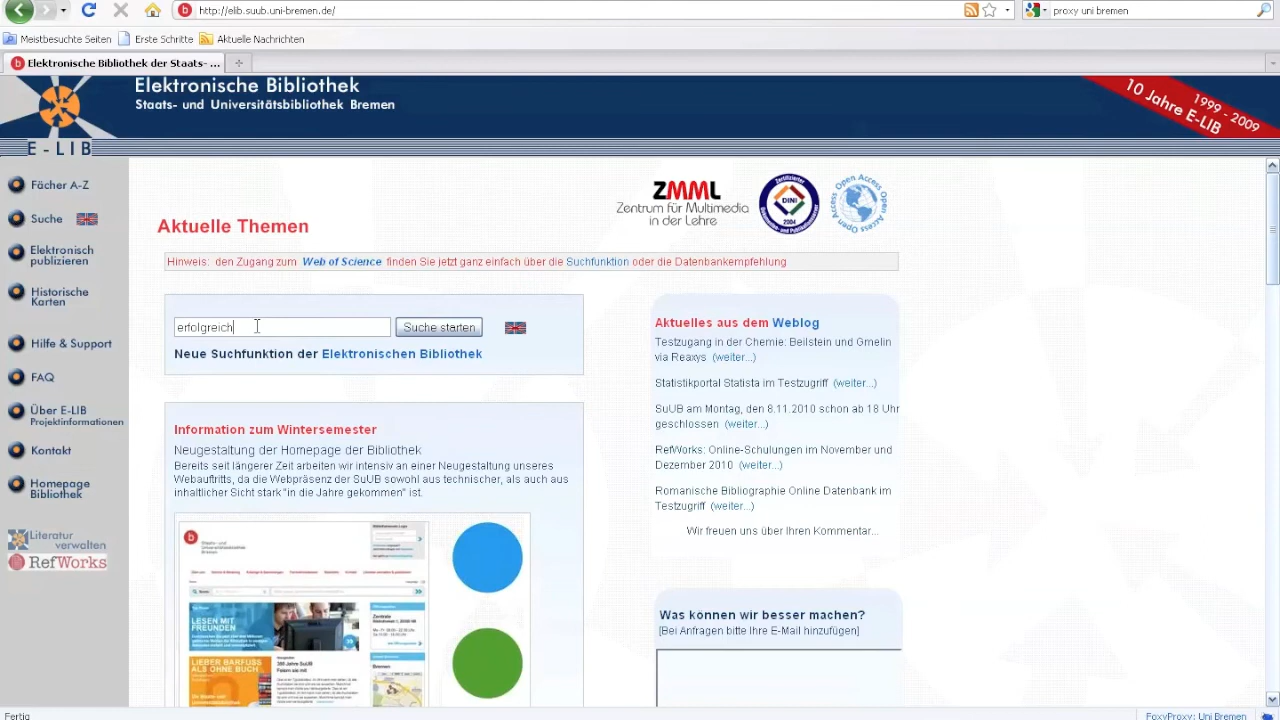 http://elib.suub.uni-bremen.de/
proxy uni bremen
Meistbesuchte Seiten
Erste Schritte
Aktuelle Nachrichten
Elektronische Bibliothek der Staats- ...
Elektronische Bibliothek
Staats- und Universitätsbibliothek Bremen
10 Jahre E-LIB
1999 - 2009
E-LIB
Fächer A-Z
Suche
Elektronisch
publizieren
Historische
Karten
Hilfe & Support
FAQ
Über E-LIB
Projektinformationen
Kontakt
Homepage
Bibliothek
Literatur
verwalten
RefWorks
ZMML
Zentrum für Multimedia
in der Lehre
DINI
2004
Open Access
Aktuelle Themen
Hinweis: den Zugang zum Web of Science finden Sie jetzt ganz einfach über die Suchfunktion oder die Datenbankempfehlung
erfolgreich
Suche starten
Neue Suchfunktion der Elektronischen Bibliothek
Information zum Wintersemester
Neugestaltung der Homepage der Bibliothek
Bereits seit längerer Zeit arbeiten wir intensiv an einer Neugestaltung unseres
Webauftritts, da die Webpräsenz der SuUB sowohl aus technischer, als auch aus
inhaltlicher Sicht stark "in die Jahre gekommen" ist.
LESEN MIT
FREUNDEN
LIEBER BARFUSS
ALS OHNE BUCH
Aktuelles aus dem Weblog
Testzugang in der Chemie: Beilstein und Gmelin
via Reaxys (weiter...)
Statistikportal Statista im Testzugriff (weiter...)
SuUB am Montag, den 8.11.2010 schon ab 18 Uhr
geschlossen (weiter...)
RefWorks: Online-Schulungen im November und
Dezember 2010 (weiter...)
Romanische Bibliographie Online Datenbank im
Testzugriff (weiter...)
Wir freuen uns über Ihren Kommentar...
Was können wir besser machen?
[Bei Anfragen bitte Ihre E-Mail hinzufügen]
Fertig
FoxyProxy: Uni Bremen